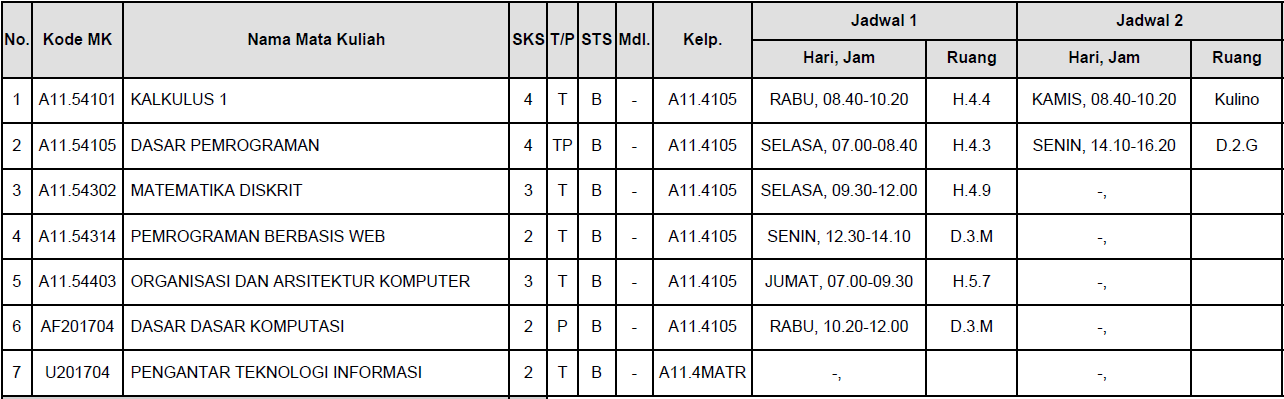 No. Kode MK Nama Mata Kuliah SKS T/P STS Mdl. Kelp. Jadwal 1 Jadwal 2
Hari, Jam Ruang Hari, Jam Ruang
1 A11.54101 KALKULUS 1 4 T B - A11.4105 RABU, 08.40-10.20 H.4.4 KAMIS, 08.40-10.20 Kulino
2 A11.54105 DASAR PEMROGRAMAN 4 TP B - A11.4105 SELASA, 07.00-08.40 H.4.3 SENIN, 14.10-16.20 D.2.G
3 A11.54302 MATEMATIKA DISKRIT 3 T B - A11.4105 SELASA, 09.30-12.00 H.4.9 -,
4 A11.54314 PEMROGRAMAN BERBASIS WEB 2 T B - A11.4105 SENIN, 12.30-14.10 D.3.M -,
5 A11.54403 ORGANISASI DAN ARSITEKTUR KOMPUTER 3 T B - A11.4105 JUMAT, 07.00-09.30 H.5.7 -,
6 AF201704 DASAR DASAR KOMPUTASI 2 P B - A11.4105 RABU, 10.20-12.00 D.3.M -,
7 U201704 PENGANTAR TEKNOLOGI INFORMASI 2 T B - A11.4MATR -, -,